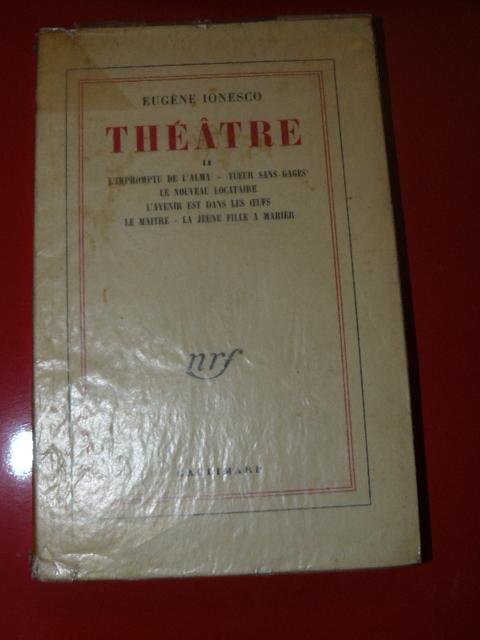 EUGÈNE IONESCO
THÉÂTRE
II
L'IMPROMPTU DE L'ALMA - TUEUR SANS GAGES
LE NOUVEAU LOCATAIRE
L'AVENIR EST DANS LES ŒUFS
LE MAITRE - LA JEUNE FILLE A MARIER
nrf
GALLIMARD